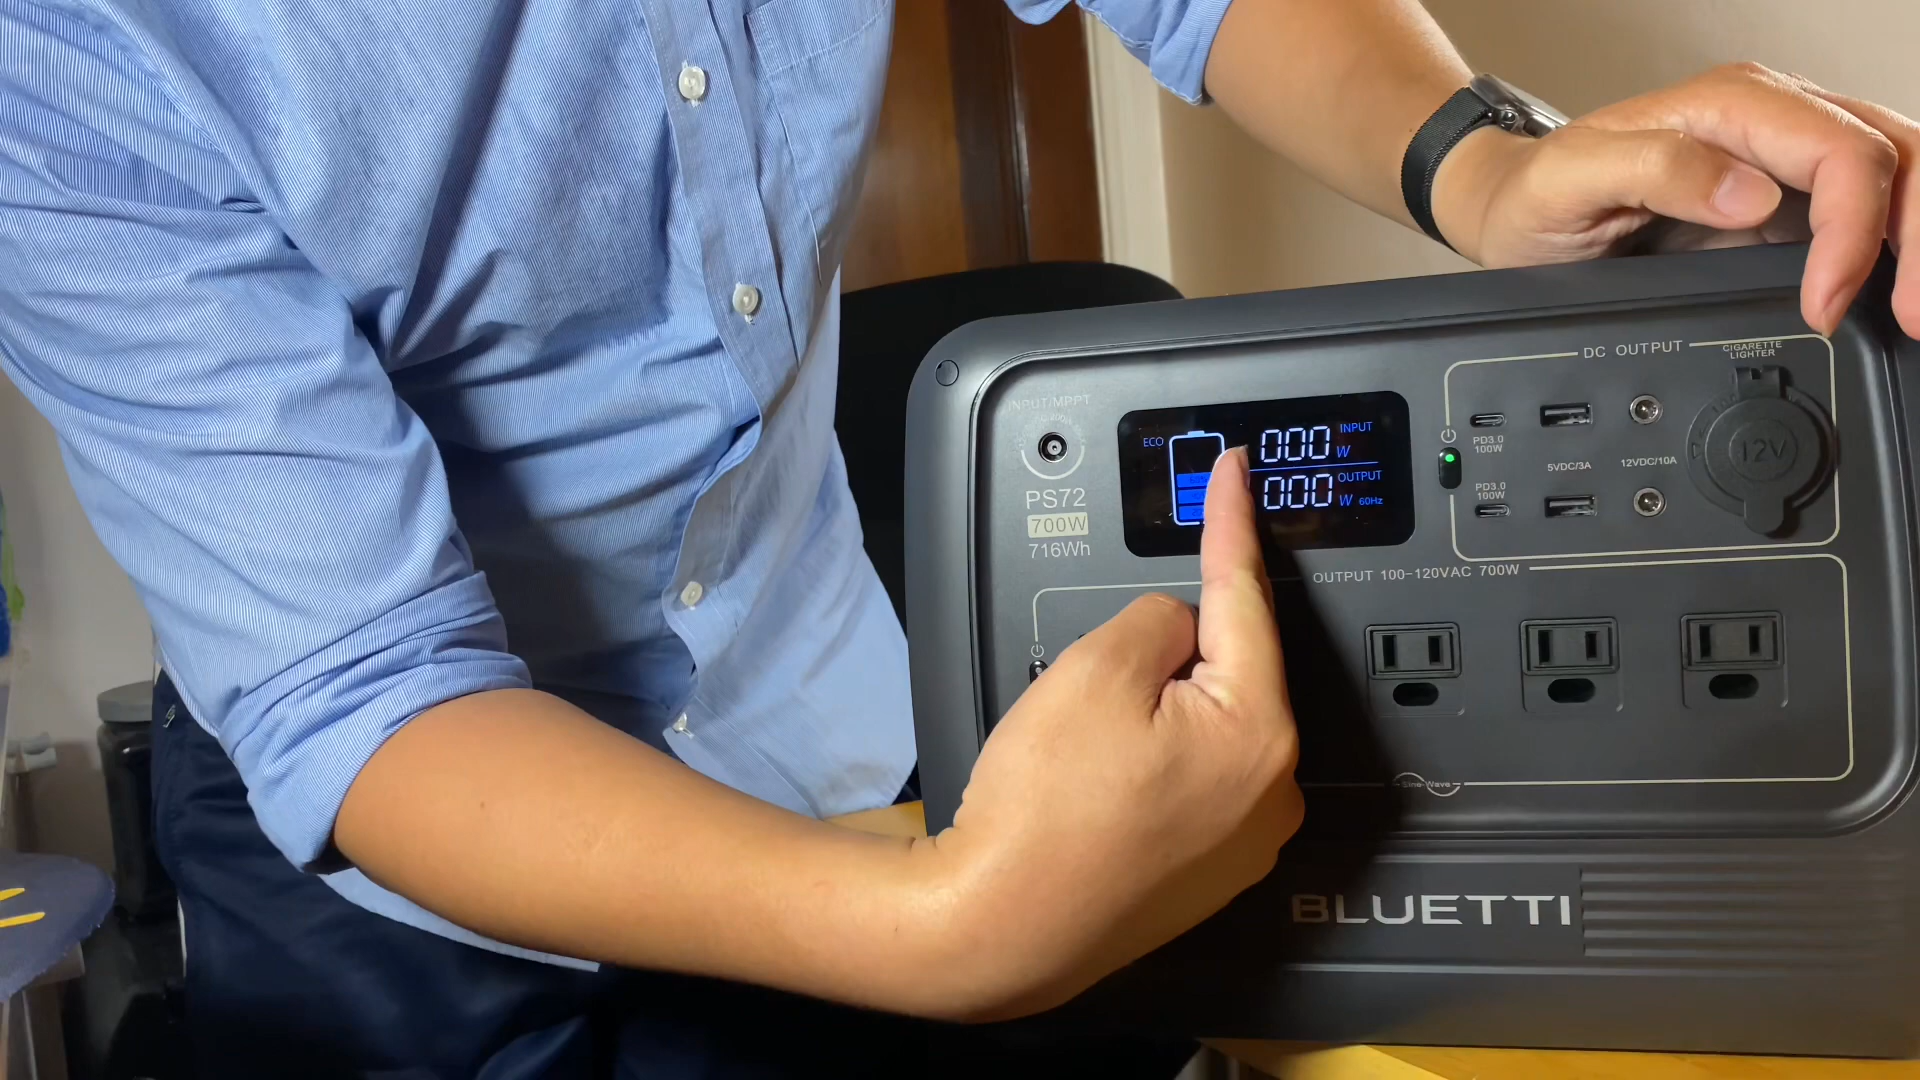 INPUT/MPPT
PS72
700W
716Wh
ECO
000 W INPUT
000 W OUTPUT
60Hz
DC OUTPUT
CIGARETTE
LIGHTER
PD3.0
100W
5VDC/3A
12VDC/10A
12V
PD3.0
100W
OUTPUT 100-120VAC 700W
Sine Wave
BLUETTI